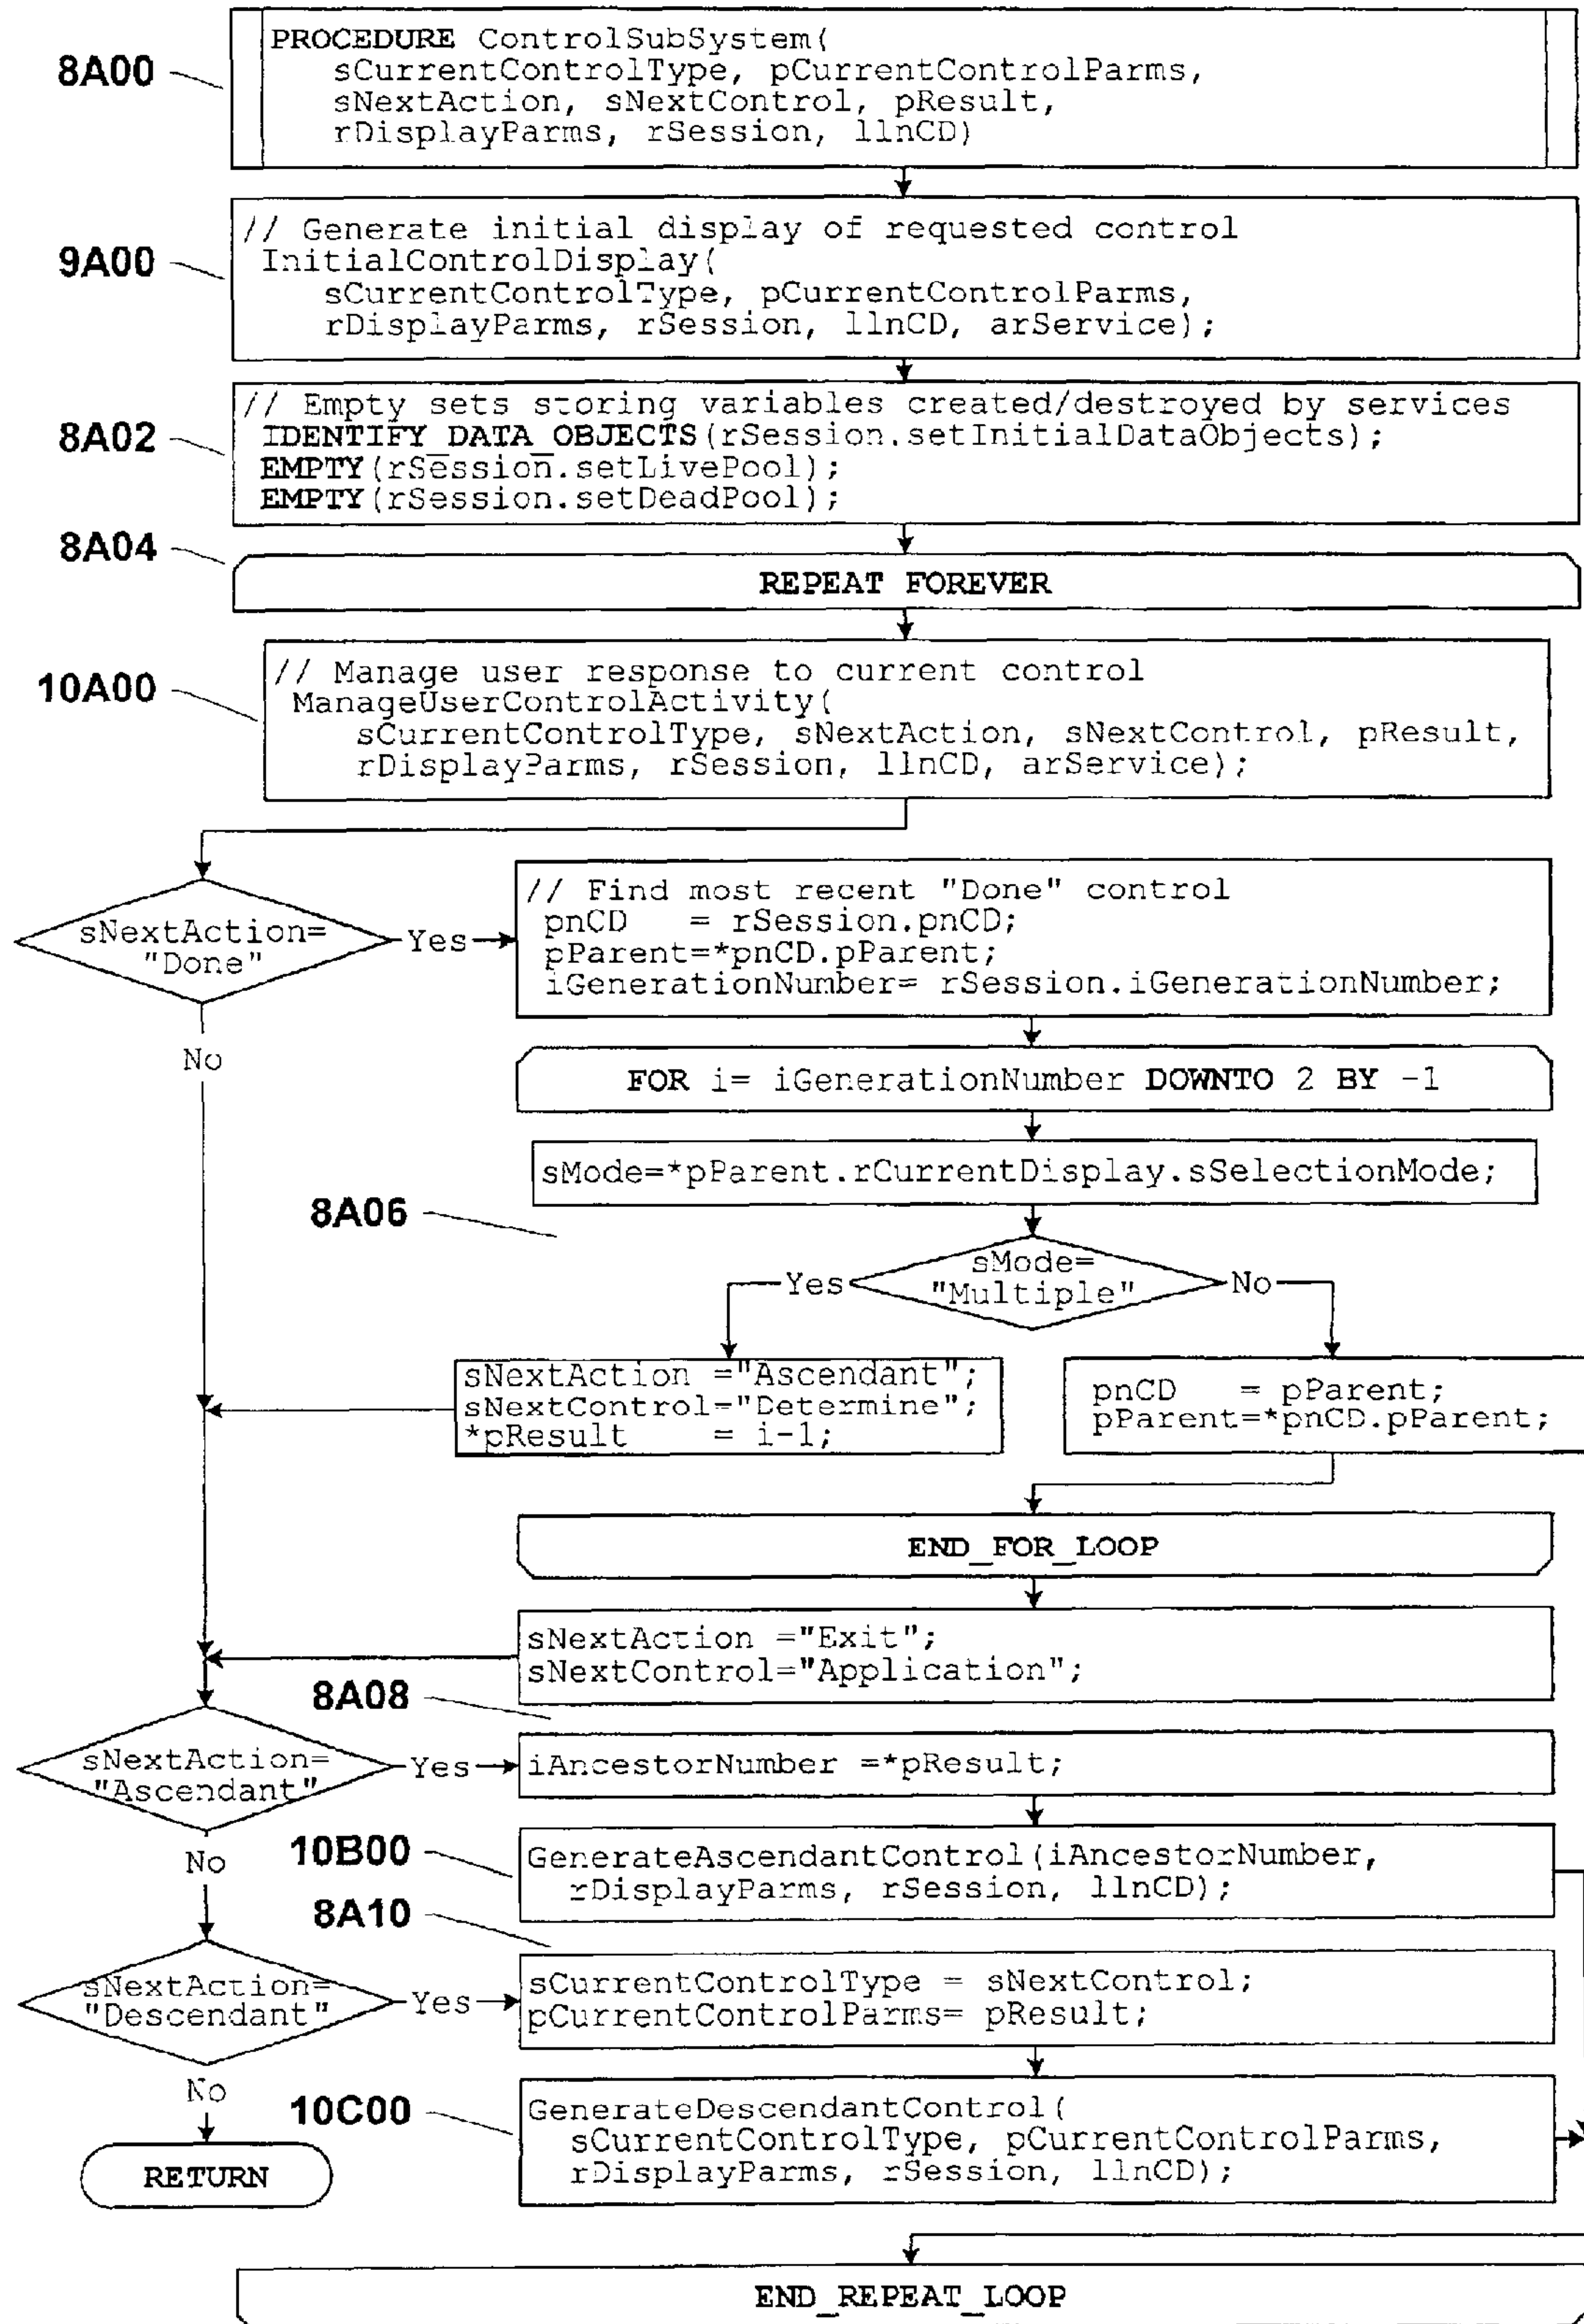 8A00
PROCEDURE ControlSubSystem(
sCurrentControlType, pCurrentControlParms,
sNextAction, sNextControl, pResult,
rDisplayParms, rSession, llnCD)
9A00
// Generate initial display of requested control
InitialControlDisplay(
sCurrentControlType, pCurrentControlParms,
rDisplayParms, rSession, llnCD, arService);
8A02
// Empty sets storing variables created/destroyed by services
IDENTIFY_DATA_OBJECTS(rSession.setInitialDataObjects);
EMPTY(rSession.setLivePool);
EMPTY(rSession.setDeadPool);
8A04
REPEAT FOREVER
10A00
// Manage user response to current control
ManageUserControlActivity(
sCurrentControlType, sNextAction, sNextControl, pResult,
rDisplayParms, rSession, llnCD, arService);
sNextAction=
"Done"
Yes
No
// Find most recent "Done" control
pnCD = rSession.pnCD;
pParent=*pnCD.pParent;
iGenerationNumber= rSession.iGenerationNumber;
FOR i= iGenerationNumber DOWNTO 2 BY -1
sMode=*pParent.rCurrentDisplay.sSelectionMode;
8A06
sMode=
"Multiple"
Yes
No
sNextAction ="Ascendant";
sNextControl="Determine";
*pResult = i-1;
pnCD = pParent;
pParent=*pnCD.pParent;
END_FOR_LOOP
sNextAction ="Exit";
sNextControl="Application";
8A08
sNextAction=
"Ascendant"
Yes
No
iAncestorNumber =*pResult;
10B00
GenerateAscendantControl(iAncestorNumber,
rDisplayParms, rSession, llnCD);
8A10
sNextAction=
"Descendant"
Yes
No
sCurrentControlType = sNextControl;
pCurrentControlParms= pResult;
10C00
GenerateDescendantControl(
sCurrentControlType, pCurrentControlParms,
rDisplayParms, rSession, llnCD);
RETURN
END_REPEAT_LOOP